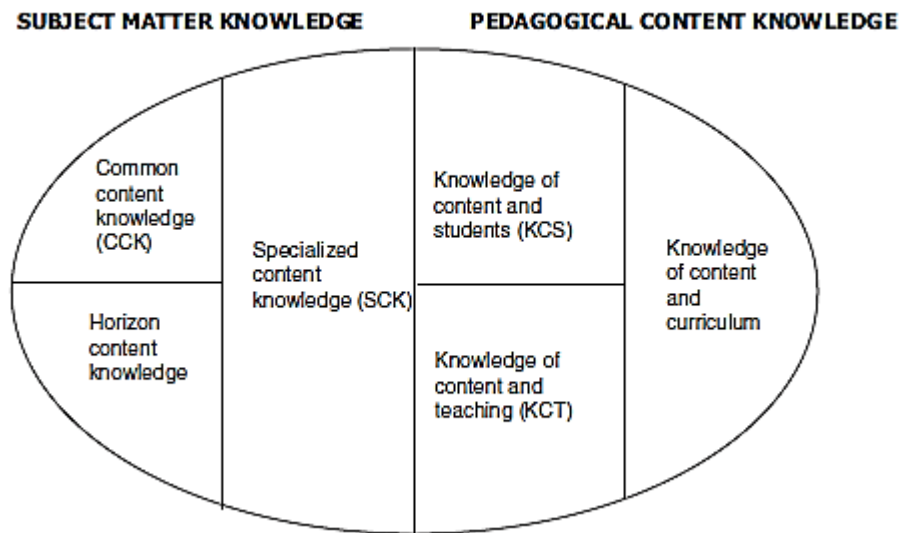 SUBJECT MATTER KNOWLEDGE
PEDAGOGICAL CONTENT KNOWLEDGE
Common
content
knowledge
(CCK)
Horizon
content
knowledge
Specialized
content
knowledge (SCK)
Knowledge of
content and
students (KCS)
Knowledge of
content and
teaching (KCT)
Knowledge
of content
and
curriculum